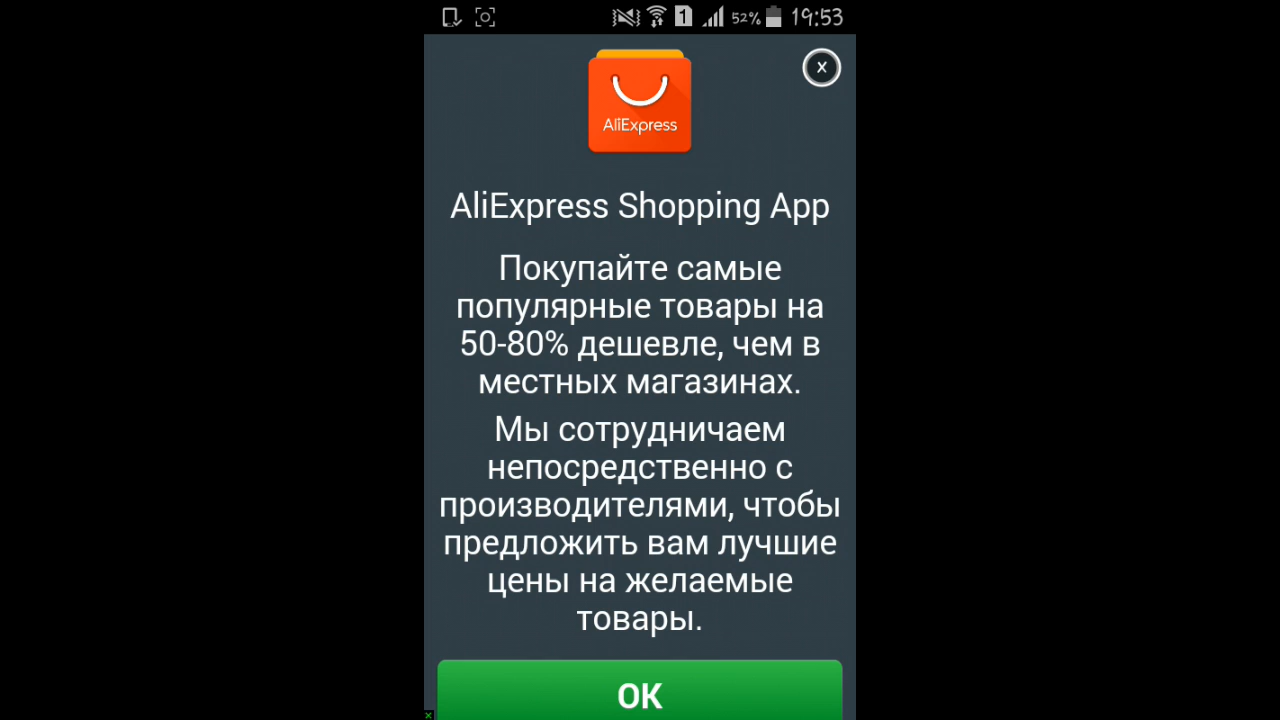 1 52% 19:53
x
AliExpress
AliExpress Shopping App
Покупайте самые
популярные товары на
50-80% дешевле, чем в
местных магазинах.
Мы сотрудничаем
непосредственно с
производителями, чтобы
предложить вам лучшие
цены на желаемые
товары.
OK